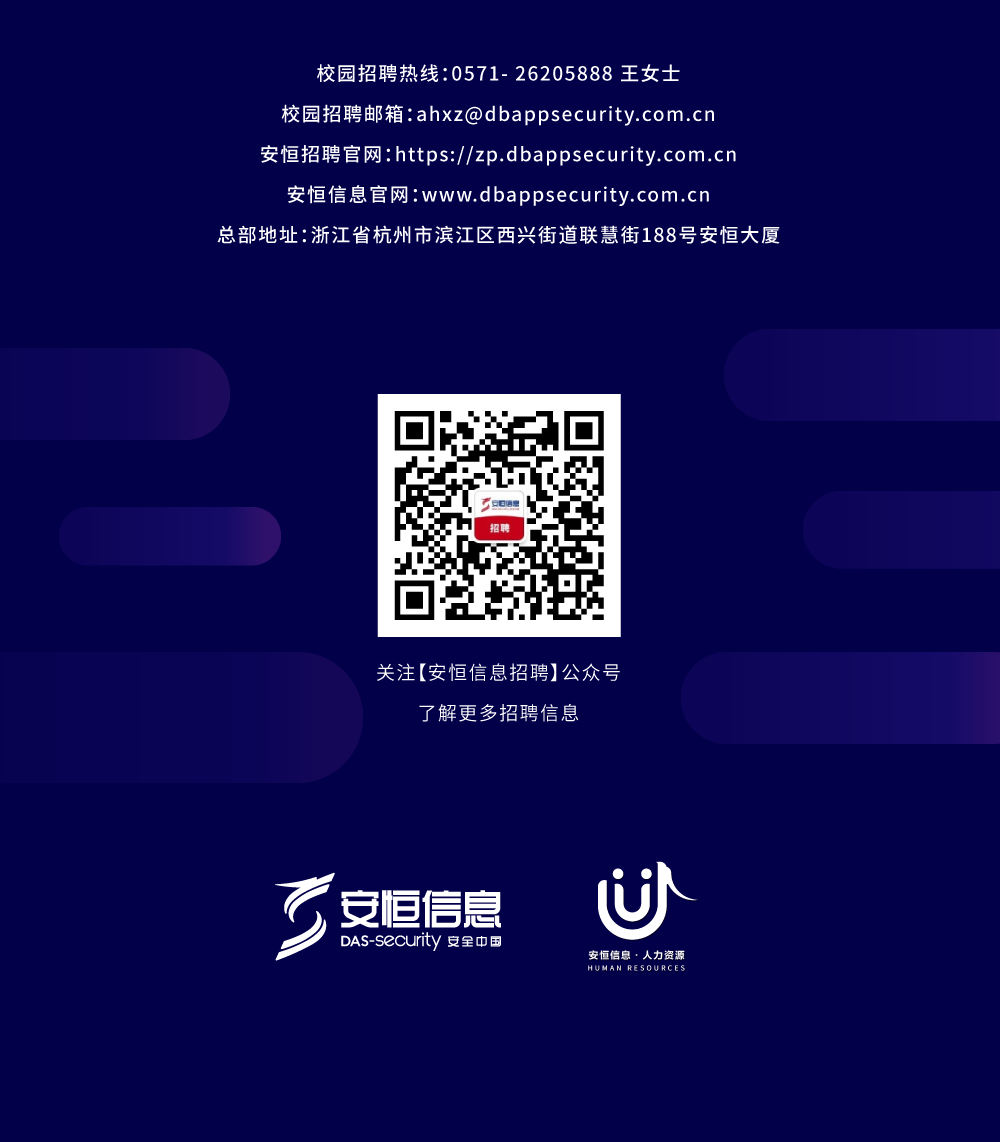 校园招聘热线：0571- 26205888 王女士
校园招聘邮箱：ahxz@dbappsecurity.com.cn
安恒招聘官网：https://zp.dbappsecurity.com.cn
安恒信息官网：www.dbappsecurity.com.cn
总部地址：浙江省杭州市滨江区西兴街道联慧街188号安恒大厦
安恒信息
招聘
关注【安恒信息招聘】公众号
了解更多招聘信息
安恒信息
DAS-security 安全中国
安恒信息·人力资源
HUMAN RESOURCES